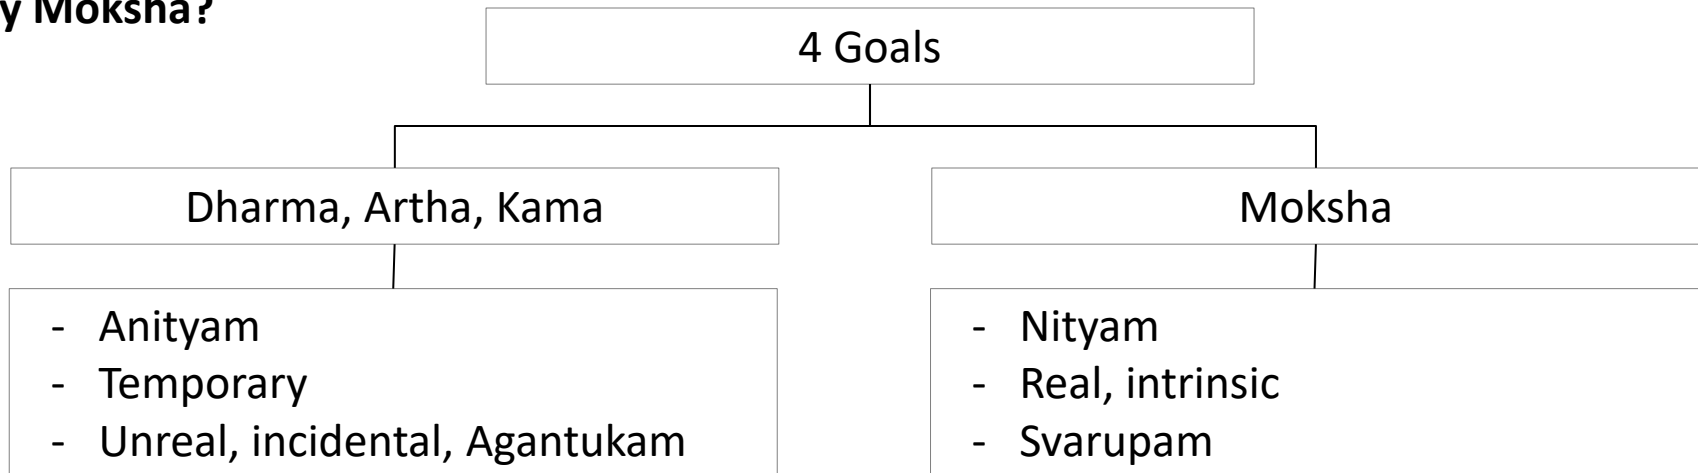 y Moksha?
4 Goals
Dharma, Artha, Kama
Moksha
- Anityam
- Temporary
- Unreal, incidental, Agantukam
- Nityam
- Real, intrinsic
- Svarupam